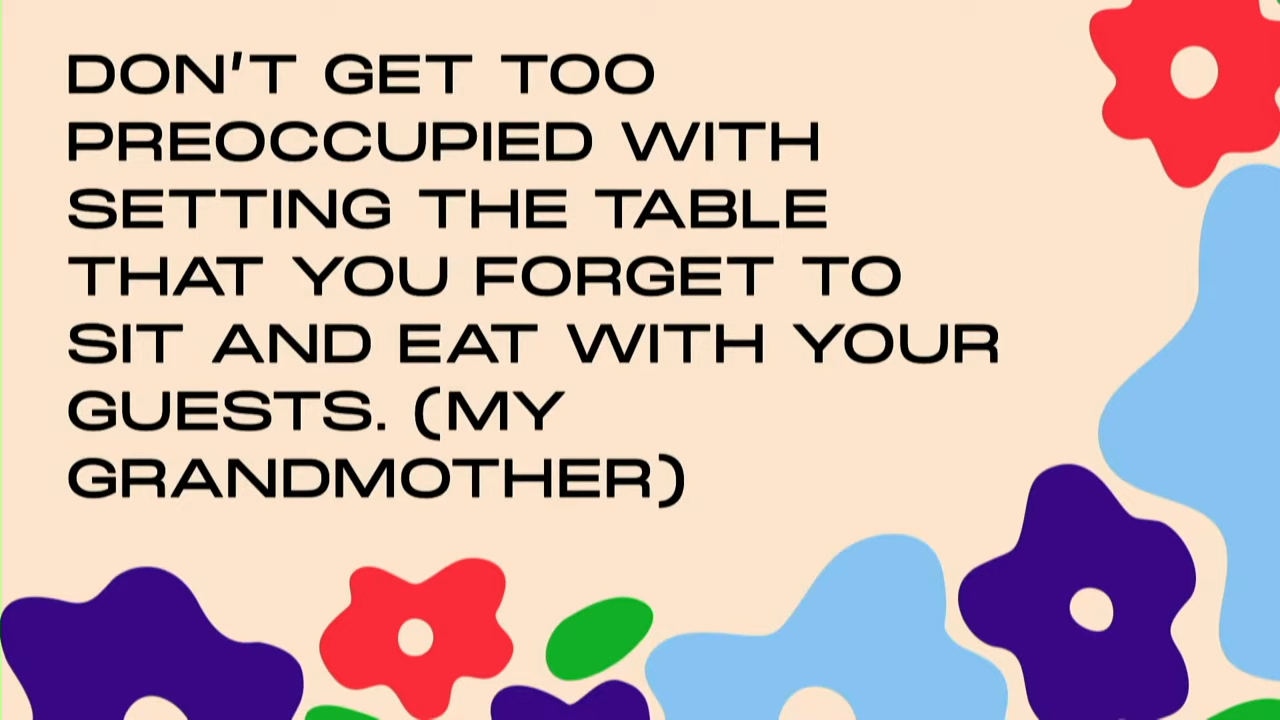 DON'T GET TOO
PREOCCUPIED WITH
SETTING THE TABLE
THAT YOU FORGET TO
SIT AND EAT WITH YOUR
GUESTS. (MY
GRANDMOTHER)